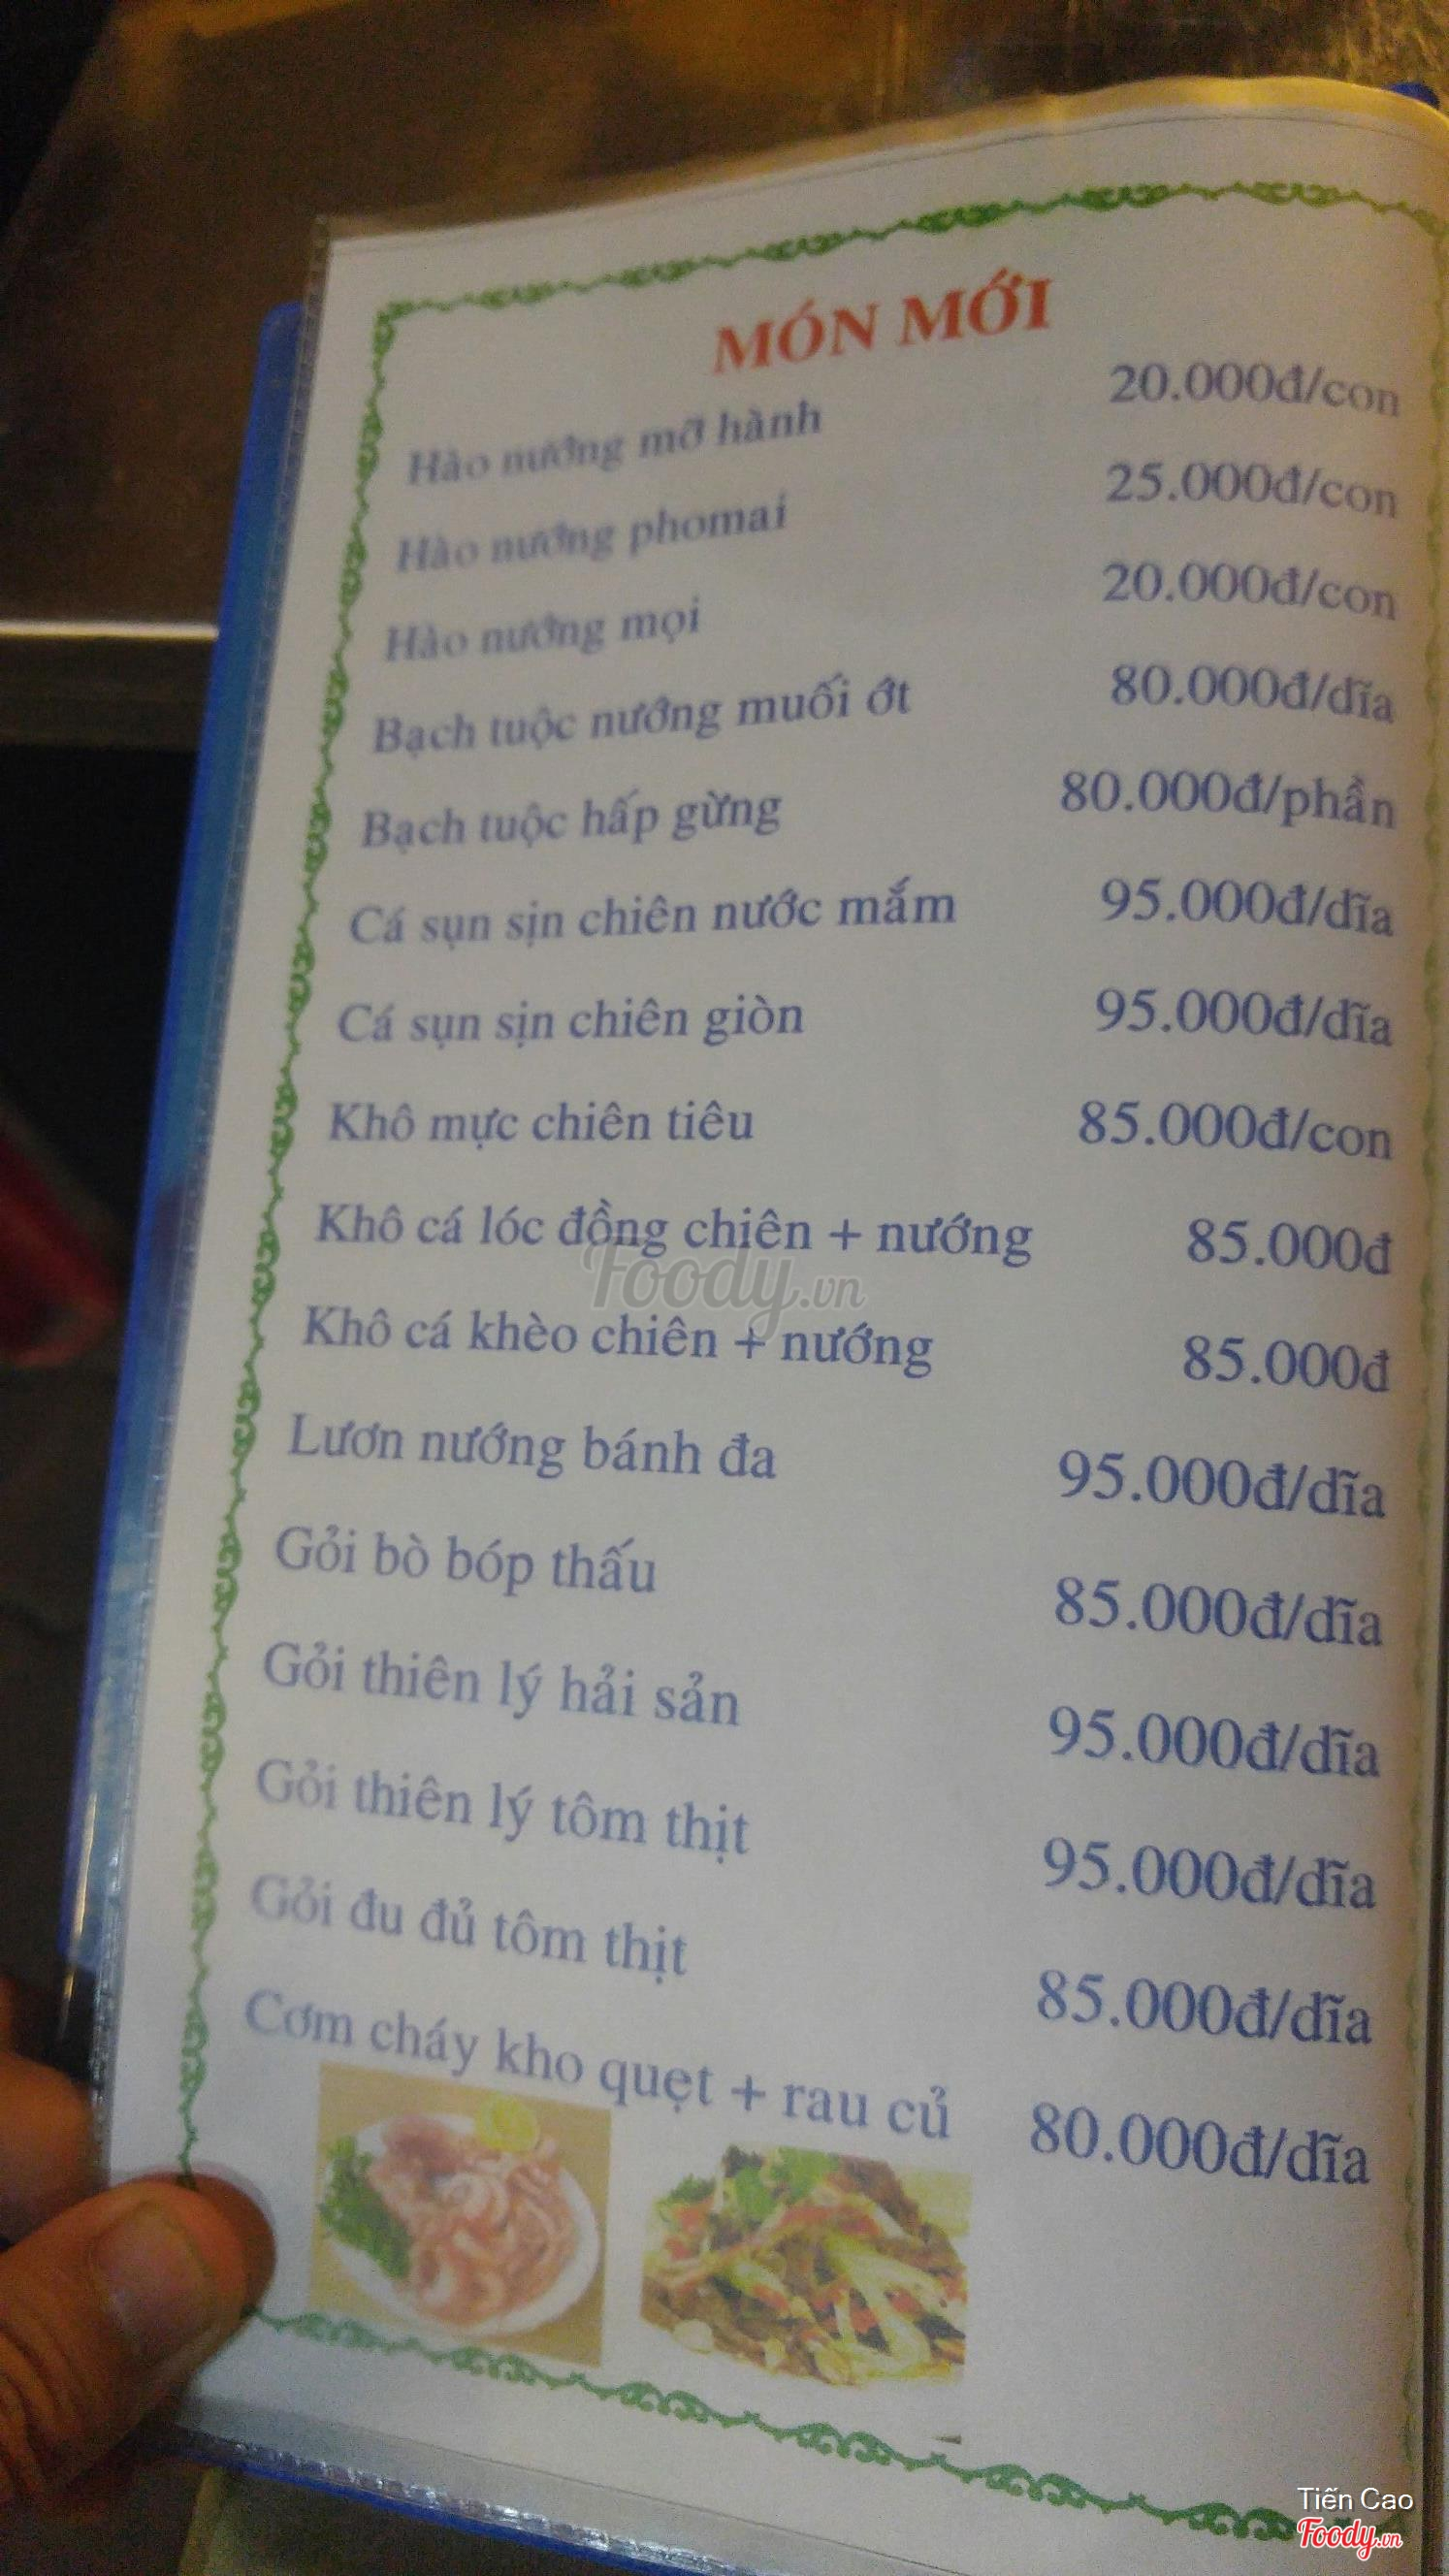 MÓN MỚI
Hào nướng mỡ hành 20.000đ/con
Hào nướng phomai 25.000đ/con
Hào nướng mọi 20.000đ/con
Bạch tuộc nướng muối ớt 80.000đ/dĩa
Bạch tuộc hấp gừng 80.000đ/phần
Cá sụn sịn chiên nước mắm 95.000đ/dĩa
Cá sụn sịn chiên giòn 95.000đ/dĩa
Khô mực chiên tiêu 85.000đ/con
Khô cá lóc đồng chiên + nướng 85.000đ
Foody.vn
Khô cá khèo chiên + nướng 85.000đ
Lươn nướng bánh đa 95.000đ/dĩa
Gỏi bò bóp thấu 85.000đ/dĩa
Gỏi thiên lý hải sản 95.000đ/dĩa
Gỏi thiên lý tôm thịt 95.000đ/dĩa
Gỏi đu đủ tôm thịt 85.000đ/dĩa
Cơm cháy kho quẹt + rau củ 80.000đ/dĩa
Tiến Cao
Foody.vn